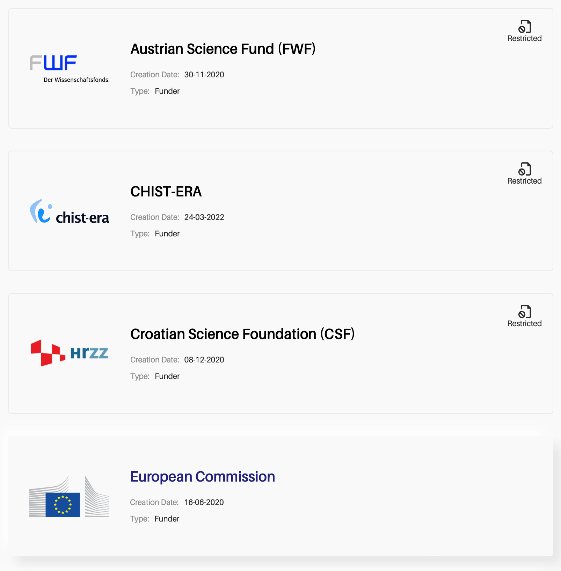 Restricted
Austrian Science Fund (FWF)
FWF
Der Wissenschaftsfonds.
Creation Date: 30-11-2020
Type: Funder
Restricted
CHIST-ERA
chist-era
Creation Date: 24-03-2022
Type: Funder
Restricted
Croatian Science Foundation (CSF)
HRZZ
Creation Date: 08-12-2020
Type: Funder
European Commission
Creation Date: 16-06-2020
Type: Funder